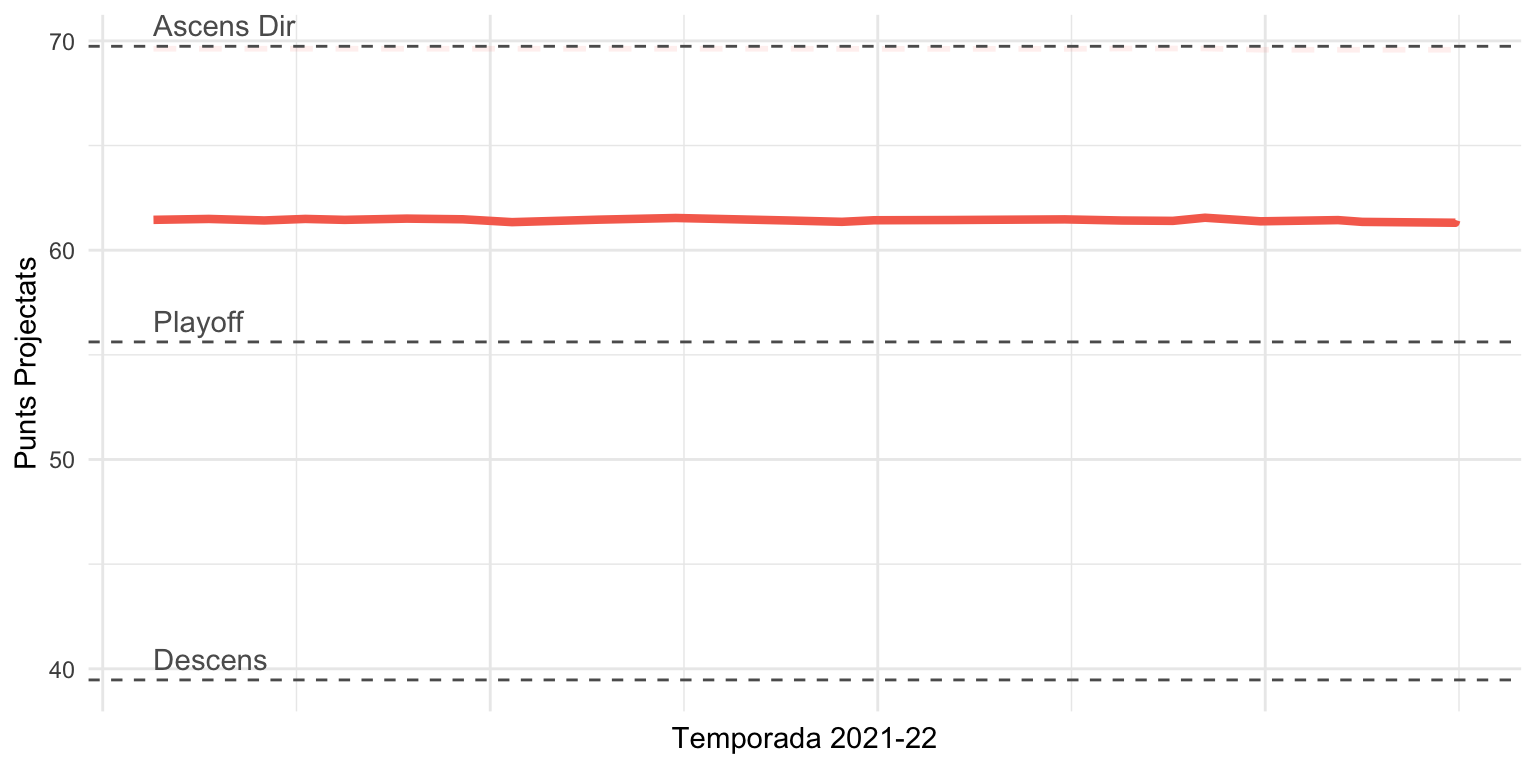 Ascens Dir
70
60
Playoff
50
Descens
40
Punts Projectats
Temporada 2021-22